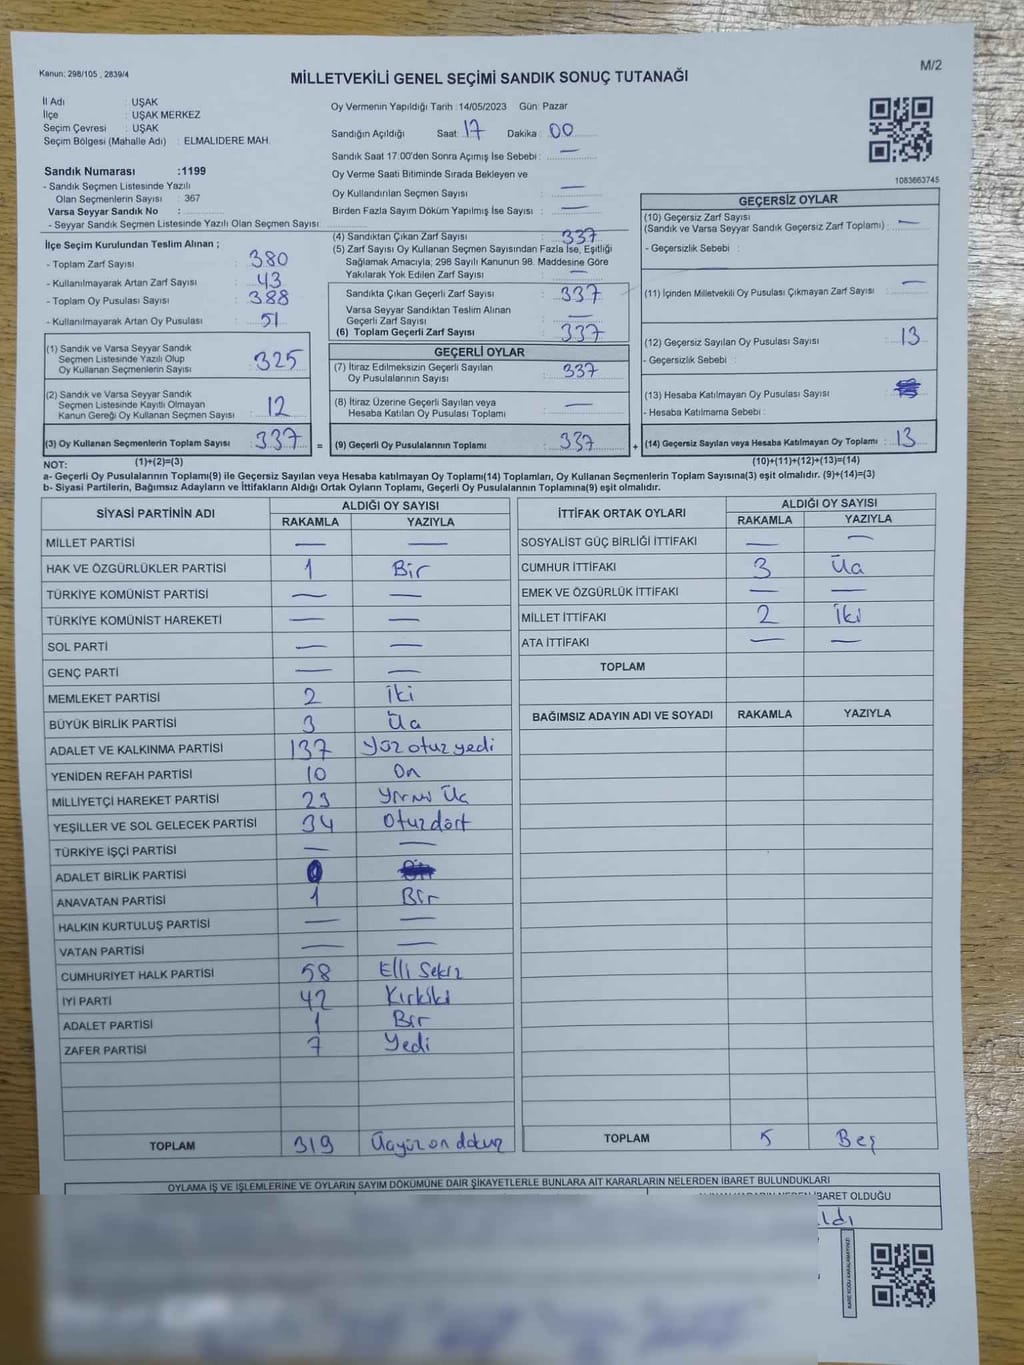 Kanun: 298/105 , 2839/4
M/2
MİLLETVEKİLİ GENEL SEÇİMİ SANDIK SONUÇ TUTANAĞI
İl Adı : UŞAK
İlçe : UŞAK MERKEZ
Seçim Çevresi : UŞAK
Seçim Bölgesi (Mahalle Adı) : ELMALIDERE MAH.
Sandık Numarası :1199
- Sandık Seçmen Listesinde Yazılı
Olan Seçmenlerin Sayısı : 367
Varsa Seyyar Sandık No :
- Seyyar Sandık Seçmen Listesinde Yazılı Olan Seçmen Sayısı :
Oy Vermenin Yapıldığı Tarih :14/05/2023 Gün: Pazar
Sandığın Açıldığı Saat: 17 Dakika : 00
Sandık Saat 17:00'den Sonra Açımış İse Sebebi : —
Oy Verme Saati Bitiminde Sırada Bekleyen ve
Oy Kullandırılan Seçmen Sayısı : —
Birden Fazla Sayım Döküm Yapılmış İse Sayısı : —
1083663745
İlçe Seçim Kurulundan Teslim Alınan ;
- Toplam Zarf Sayısı : 380
- Kullanılmayarak Artan Zarf Sayısı : 43
- Toplam Oy Pusulası Sayısı : 388
- Kullanılmayarak Artan Oy Pusulası : 51
(1) Sandık ve Varsa Seyyar Sandık
Seçmen Listesinde Yazılı Olup
Oy Kullanan Seçmenlerin Sayısı : 325
(2) Sandık ve Varsa Seyyar Sandık
Seçmen Listesinde Kayıtlı Olmayan
Kanun Gereği Oy Kullanan Seçmen Sayısı : 12
(3) Oy Kullanan Seçmenlerin Toplam Sayısı : 337
(1)+(2)=(3)
(4) Sandıktan Çıkan Zarf Sayısı : 337
(5) Zarf Sayısı Oy Kullanan Seçmen Sayısından Fazla İse, Eşitliği
Sağlamak Amacıyla; 298 Sayılı Kanunun 98. Maddesine Göre
Yakılarak Yok Edilen Zarf Sayısı : —
Sandıkta Çıkan Geçerli Zarf Sayısı : 337
Varsa Seyyar Sandıktan Teslim Alınan
Geçerli Zarf Sayısı : —
(6) Toplam Geçerli Zarf Sayısı : 337
GEÇERLİ OYLAR
(7) İtiraz Edilmeksizin Geçerli Sayılan
Oy Pusulalarının Sayısı : 337
(8) İtiraz Üzerine Geçerli Sayılan veya
Hesaba Katılan Oy Pusulası Toplamı : —
= (9) Geçerli Oy Pusulalarının Toplamı : 337 +
GEÇERSİZ OYLAR
(10) Geçersiz Zarf Sayısı
(Sandık ve Varsa Seyyar Sandık Geçersiz Zarf Toplamı) : —
- Geçersizlik Sebebi :
(11) İçinden Milletvekili Oy Pusulası Çıkmayan Zarf Sayısı : —
(12) Geçersiz Sayılan Oy Pusulası Sayısı : 13
- Geçersizlik Sebebi :
(13) Hesaba Katılmayan Oy Pusulası Sayısı :
- Hesaba Katılmama Sebebi :
(14) Geçersiz Sayılan veya Hesaba Katılmayan Oy Toplamı : 13
(10)+(11)+(12)+(13)=(14)
NOT:
a- Geçerli Oy Pusulalarının Toplamı(9) ile Geçersiz Sayılan veya Hesaba katılmayan Oy Toplamı(14) Toplamları, Oy Kullanan Seçmenlerin Toplam Sayısına(3) eşit olmalıdır. (9)+(14)=(3)
b- Siyasi Partilerin, Bağımsız Adayların ve İttifakların Aldığı Ortak Oyların Toplamı, Geçerli Oy Pusulalarının Toplamına(9) eşit olmalıdır.
SİYASİ PARTİNİN ADI ALDIĞI OY SAYISI
RAKAMLA YAZIYLA
MİLLET PARTİSİ — —
HAK VE ÖZGÜRLÜKLER PARTİSİ 1 Bir
TÜRKİYE KOMÜNİST PARTİSİ — —
TÜRKİYE KOMÜNİST HAREKETİ — —
SOL PARTİ — —
GENÇ PARTİ — —
MEMLEKET PARTİSİ 2 İki
BÜYÜK BİRLİK PARTİSİ 3 Üç
ADALET VE KALKINMA PARTİSİ 137 Yüz otuz yedi
YENİDEN REFAH PARTİSİ 10 On
MİLLİYETÇİ HAREKET PARTİSİ 23 Yirmi Üç
YEŞİLLER VE SOL GELECEK PARTİSİ 34 Otuzdört
TÜRKİYE İŞÇİ PARTİSİ — —
ADALET BİRLİK PARTİSİ
ANAVATAN PARTİSİ 1 Bir
HALKIN KURTULUŞ PARTİSİ — —
VATAN PARTİSİ — —
CUMHURİYET HALK PARTİSİ 58 Elli Sekiz
İYİ PARTİ 42 Kırkiki
ADALET PARTİSİ 1 Bir
ZAFER PARTİSİ 7 Yedi
TOPLAM 319 Üçyüz on dokuz
İTTİFAK ORTAK OYLARI ALDIĞI OY SAYISI
RAKAMLA YAZIYLA
SOSYALİST GÜÇ BİRLİĞİ İTTİFAKI — —
CUMHUR İTTİFAKI 3 Üç
EMEK VE ÖZGÜRLÜK İTTİFAKI — —
MİLLET İTTİFAKI 2 İki
ATA İTTİFAKI — —
TOPLAM
BAĞIMSIZ ADAYIN ADI VE SOYADI RAKAMLA YAZIYLA
TOPLAM 5 Beş
OYLAMA İŞ VE İŞLEMLERİNE VE OYLARIN SAYIM DÖKÜMÜNE DAİR ŞİKAYETLERLE BUNLARA AİT KARARLARIN NELERDEN İBARET BULUNDUKLARI
İBARET OLDUĞU